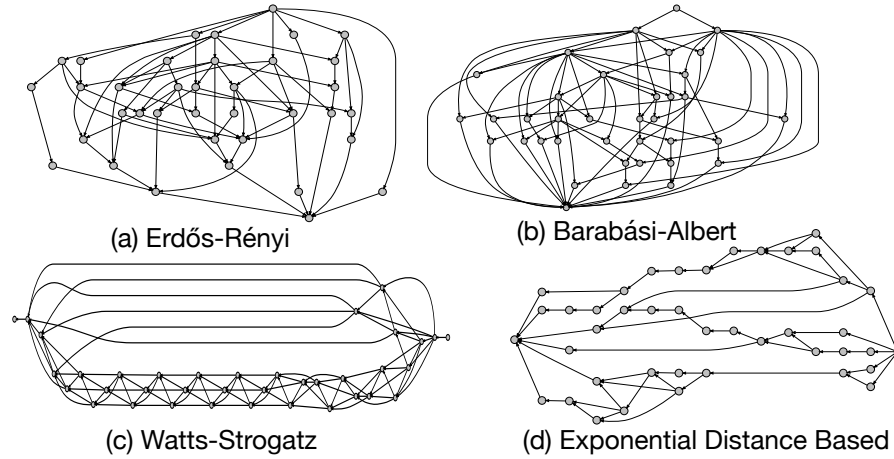 (a) Erdős-Rényi
(b) Barabási-Albert
(c) Watts-Strogatz
(d) Exponential Distance Based